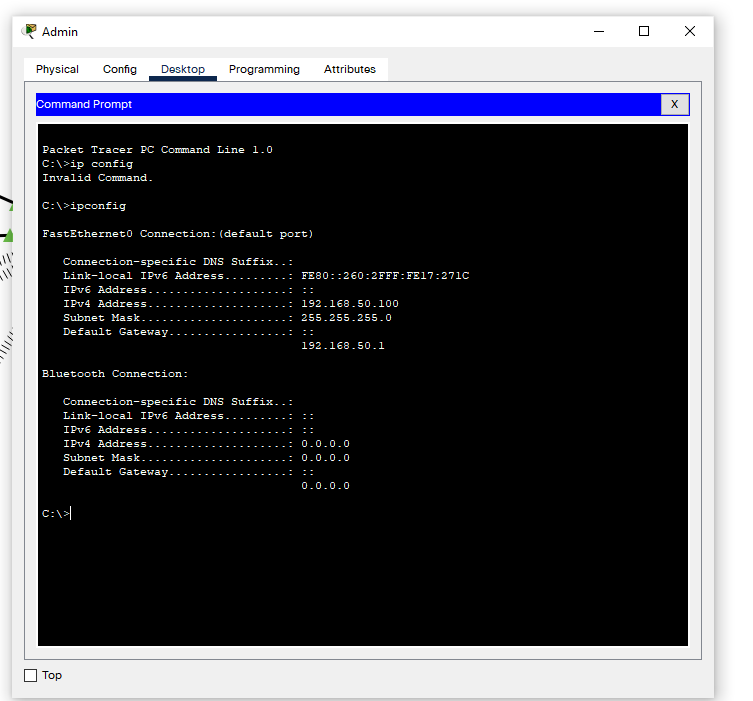 Admin
Physical Config Desktop Programming Attributes
Command Prompt X
Packet Tracer PC Command Line 1.0
C:\>ip config
Invalid Command.
C:\>ipconfig
FastEthernet0 Connection:(default port)
Connection-specific DNS Suffix..:
Link-local IPv6 Address.........: FE80::260:2FFF:FE17:271C
IPv6 Address....................: ::
IPv4 Address....................: 192.168.50.100
Subnet Mask.....................: 255.255.255.0
Default Gateway.................: ::
192.168.50.1
Bluetooth Connection:
Connection-specific DNS Suffix..:
Link-local IPv6 Address.........: ::
IPv6 Address....................: ::
IPv4 Address....................: 0.0.0.0
Subnet Mask.....................: 0.0.0.0
Default Gateway.................: ::
0.0.0.0
C:\>
Top